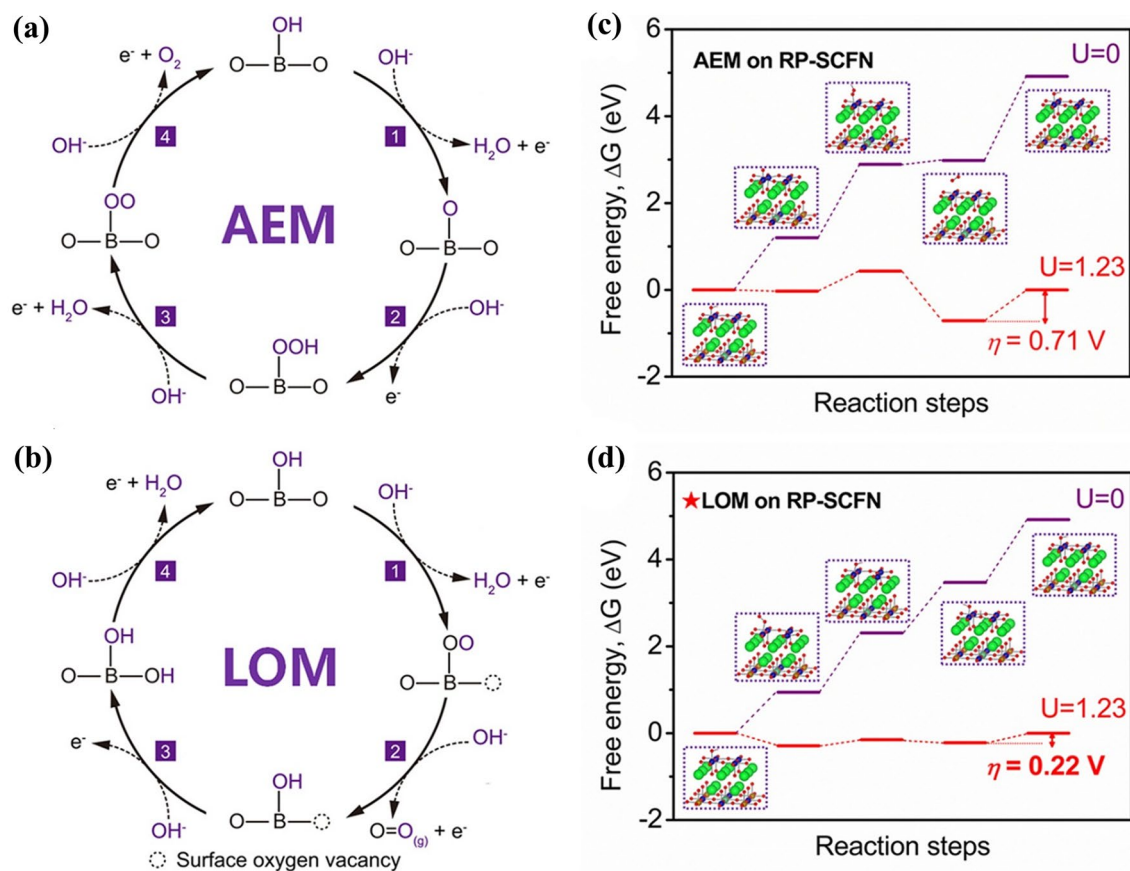 (a)
OH
O—B—O
e⁻ + O₂
OH⁻
1
4
OH⁻
H₂O + e⁻
OO
O—B—O
AEM
O
O—B—O
e⁻ + H₂O
3
2
OH⁻
OOH
O—B—O
OH⁻
e⁻
(b)
OH
O—B—O
e⁻ + H₂O
OH⁻
4
1
OH⁻
H₂O + e⁻
OH
O—B—OH
LOM
OO
O—B—
e⁻
3
2
OH⁻
OH
O—B—
OH⁻
O=O(g) + e⁻
Surface oxygen vacancy
(c)
Free energy, ΔG (eV)
6
4
2
0
-2
AEM on RP-SCFN
U=0
U=1.23
η = 0.71 V
Reaction steps
(d)
Free energy, ΔG (eV)
6
4
2
0
-2
★LOM on RP-SCFN
U=0
U=1.23
η = 0.22 V
Reaction steps